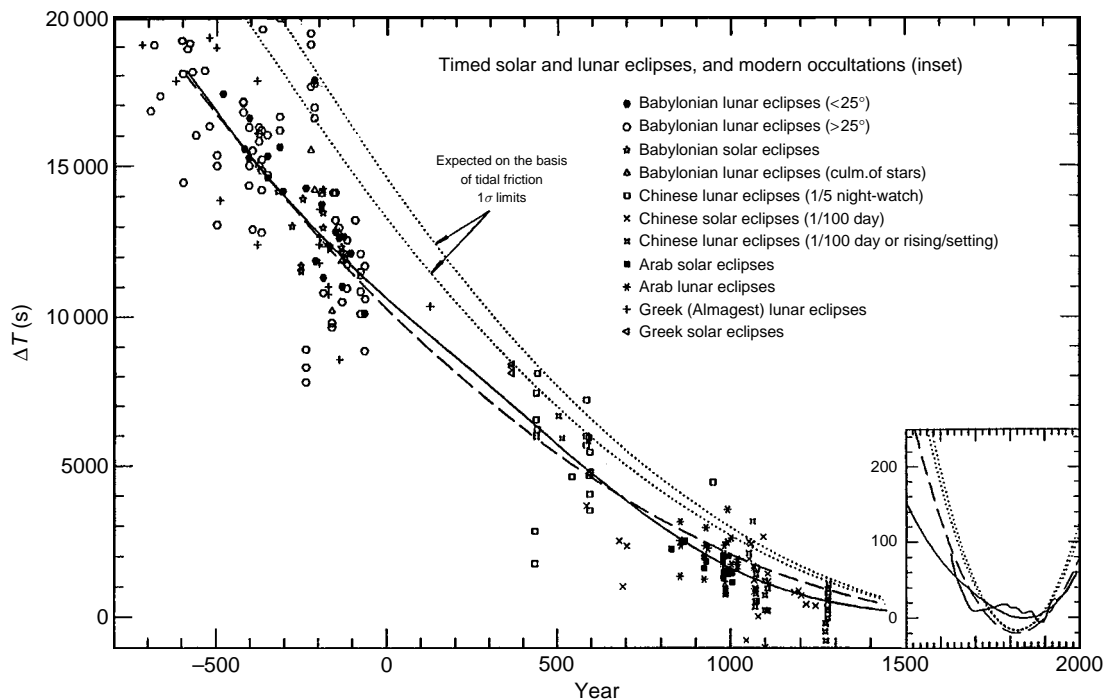 20 000
15 000
10 000
5000
0
ΔT (s)
−500
0
500
1000
1500
2000
Year
Timed solar and lunar eclipses, and modern occultations (inset)
Babylonian lunar eclipses (<25°)
Babylonian lunar eclipses (>25°)
Babylonian solar eclipses
Babylonian lunar eclipses (culm.of stars)
Chinese lunar eclipses (1/5 night-watch)
Chinese solar eclipses (1/100 day)
Chinese lunar eclipses (1/100 day or rising/setting)
Arab solar eclipses
Arab lunar eclipses
Greek (Almagest) lunar eclipses
Greek solar eclipses
Expected on the basis
of tidal friction
1σ limits
200
100
0